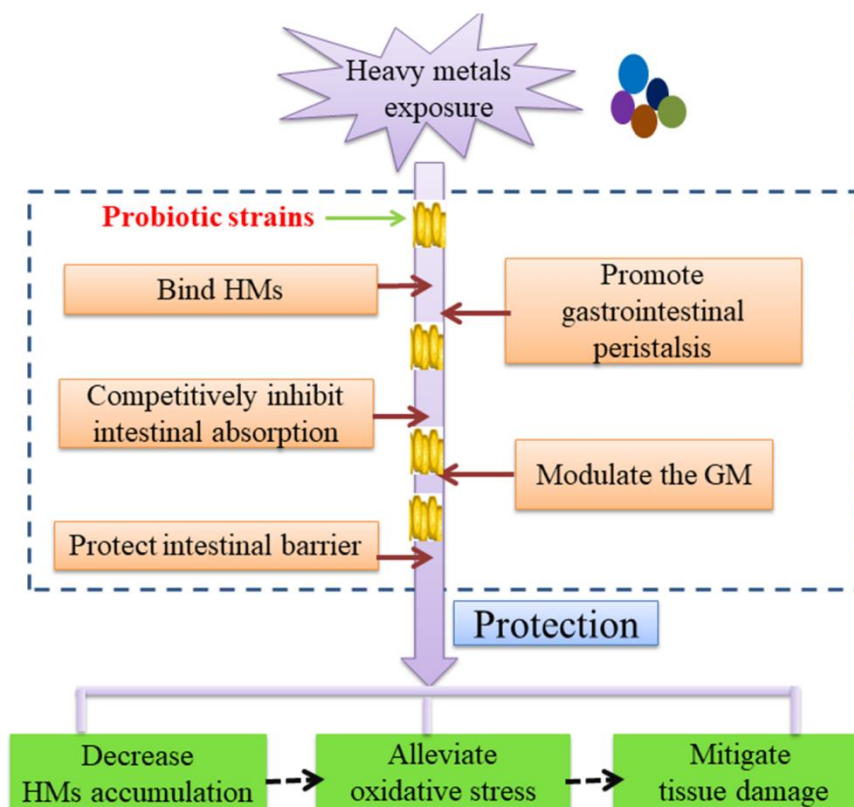 Heavy metals
exposure
Probiotic strains
Bind HMs
Promote
gastrointestinal
peristalsis
Competitively inhibit
intestinal absorption
Modulate the GM
Protect intestinal barrier
Protection
Decrease
HMs accumulation
Alleviate
oxidative stress
Mitigate
tissue damage